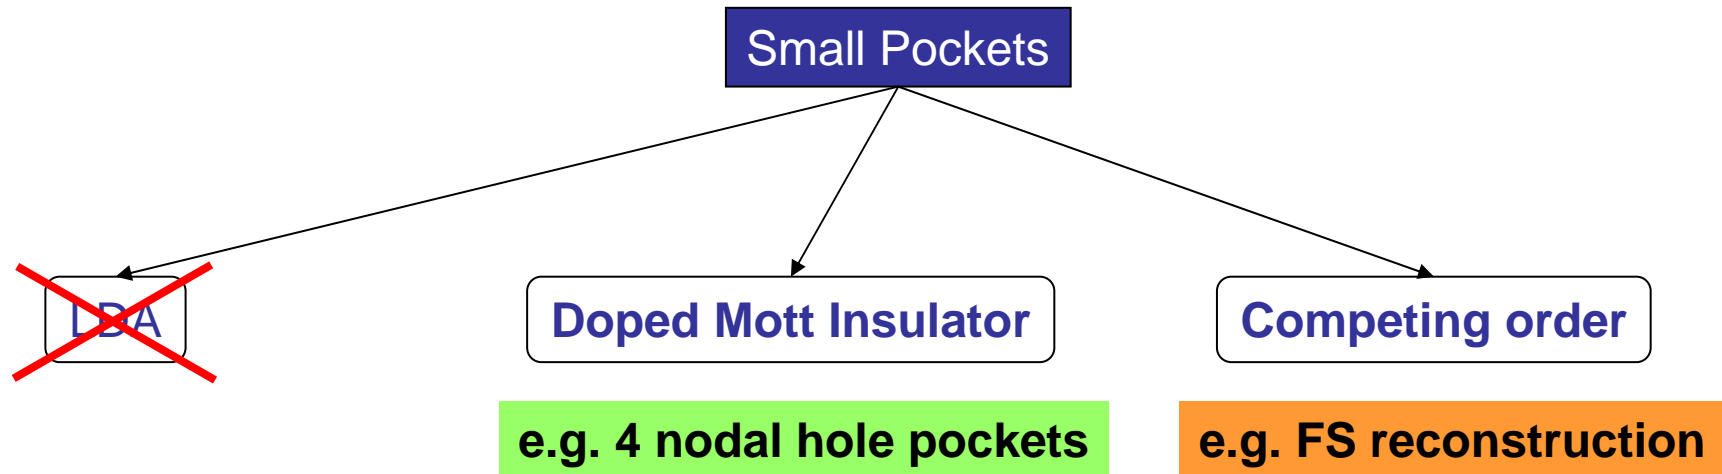 Small Pockets
LDA
Doped Mott Insulator
Competing order
e.g. 4 nodal hole pockets
e.g. FS reconstruction